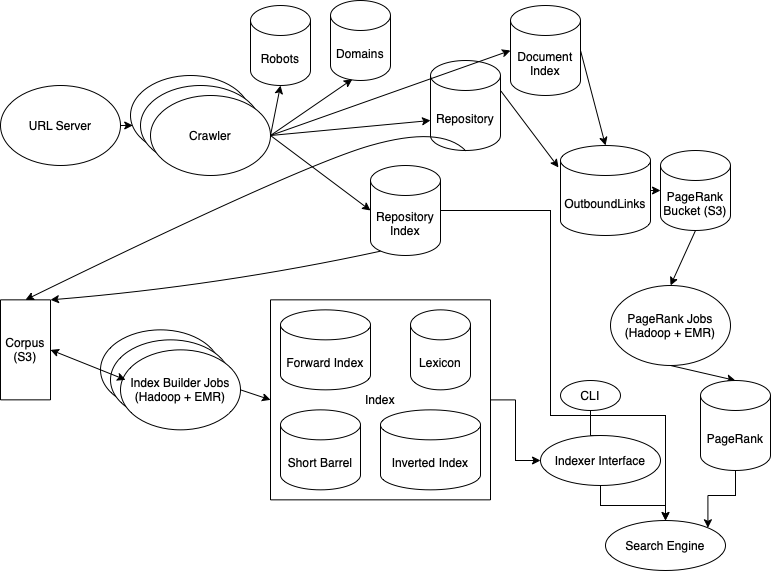 Robots
Domains
Document
Index
URL Server
Crawler
Repository
OutboundLinks
PageRank
Bucket (S3)
Repository
Index
PageRank Jobs
(Hadoop + EMR)
Corpus
(S3)
Index Builder Jobs
(Hadoop + EMR)
Forward Index
Lexicon
Index
Short Barrel
Inverted Index
CLI
Indexer Interface
PageRank
Search Engine